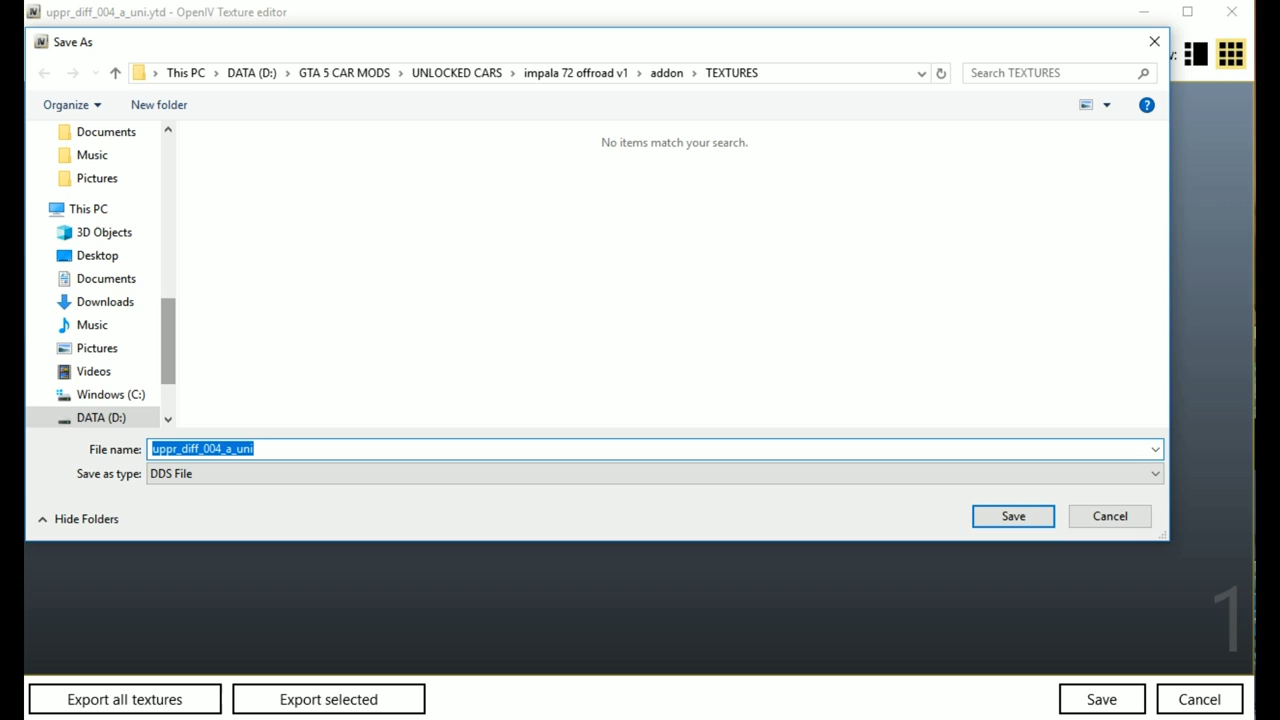 uppr_diff_004_a_uni.ytd - OpenIV Texture editor
Save As
This PC > DATA (D:) > GTA 5 CAR MODS > UNLOCKED CARS > impala 72 offroad v1 > addon > TEXTURES
Search TEXTURES
Organize
New folder
Documents
Music
Pictures
This PC
3D Objects
Desktop
Documents
Downloads
Music
Pictures
Videos
Windows (C:)
DATA (D:)
No items match your search.
File name: uppr_diff_004_a_uni
Save as type: DDS File
Hide Folders
Save
Cancel
1
Export all textures
Export selected
Save
Cancel